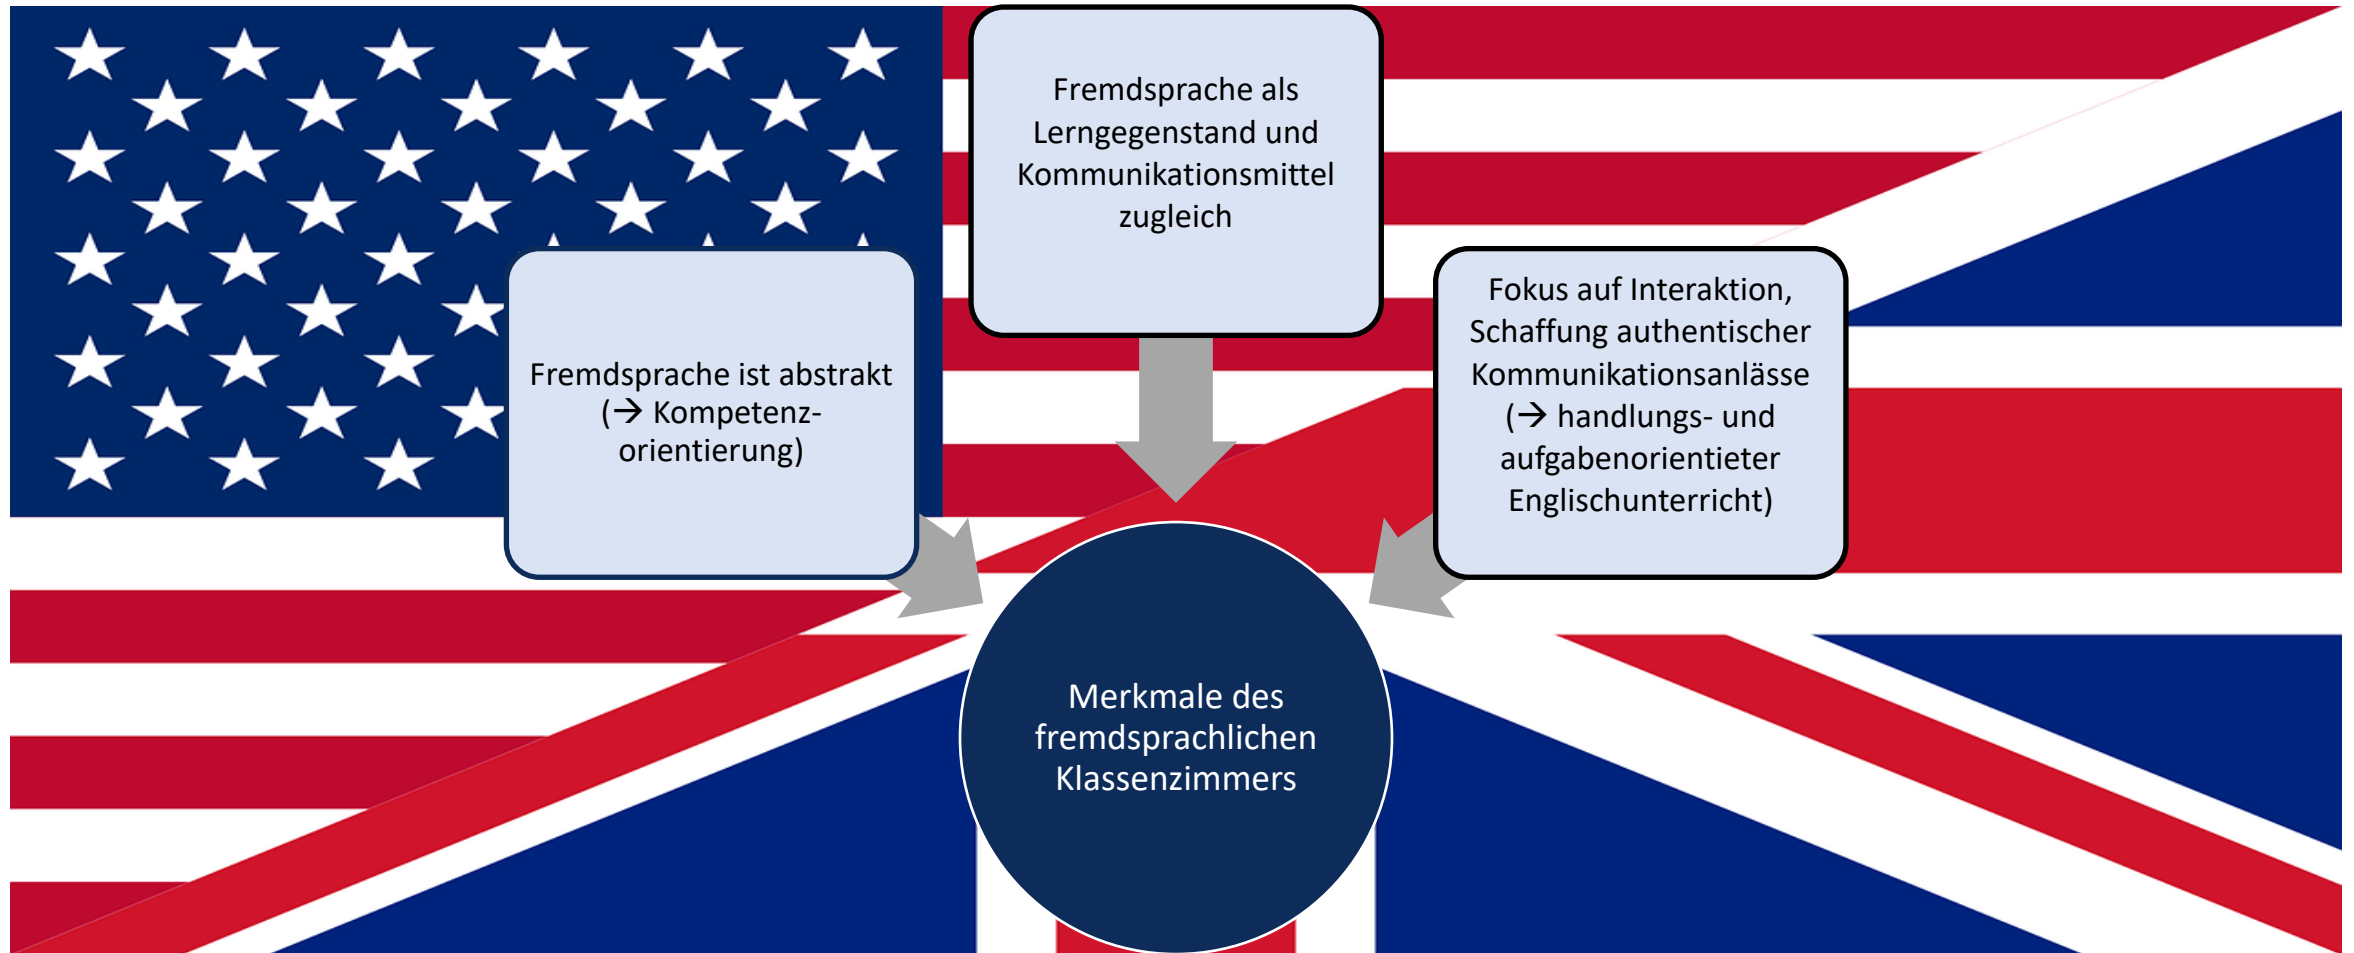 Fremdsprache als
Lerngegenstand und
Kommunikationsmittel
zugleich
Fremdsprache ist abstrakt
(→ Kompetenz-
orientierung)
Fokus auf Interaktion,
Schaffung authentischer
Kommunikationsanlässe
(→ handlungs- und
aufgabenorientieter
Englischunterricht)
Merkmale des
fremdsprachlichen
Klassenzimmers